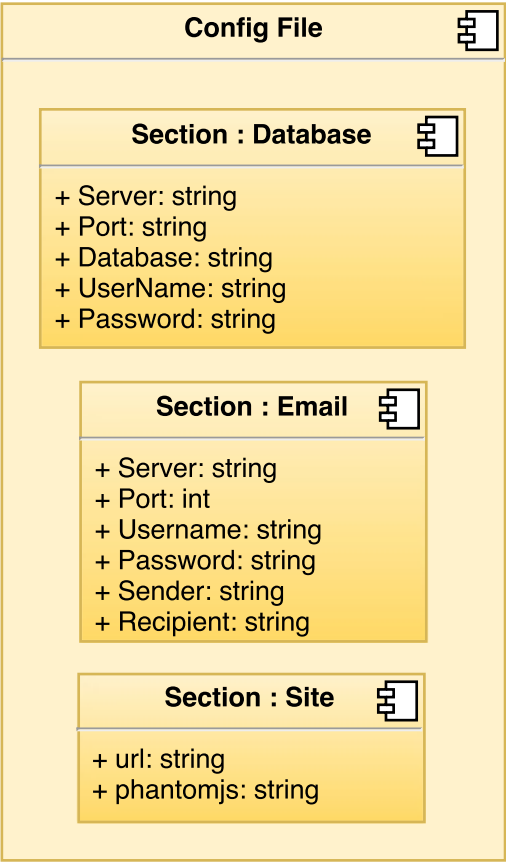 Config File
Section : Database
+ Server: string
+ Port: string
+ Database: string
+ UserName: string
+ Password: string
Section : Email
+ Server: string
+ Port: int
+ Username: string
+ Password: string
+ Sender: string
+ Recipient: string
Section : Site
+ url: string
+ phantomjs: string